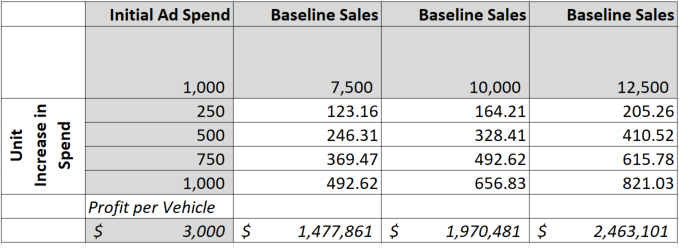 Initial Ad Spend Baseline Sales Baseline Sales Baseline Sales
1,000 7,500 10,000 12,500
Unit Increase in Spend
250 123.16 164.21 205.26
500 246.31 328.41 410.52
750 369.47 492.62 615.78
1,000 492.62 656.83 821.03
Profit per Vehicle
$ 3,000 $ 1,477,861 $ 1,970,481 $ 2,463,101